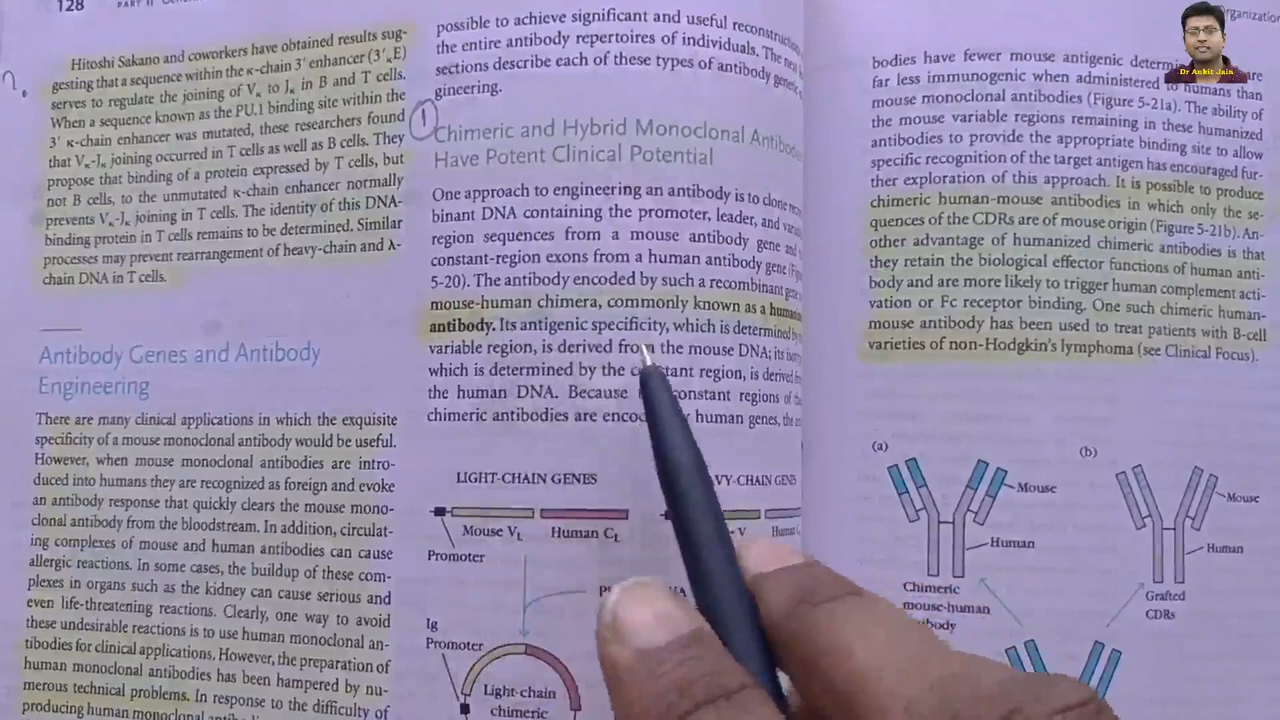 128
PART II
Hitoshi Sakano and coworkers have obtained results sug-
gesting that a sequence within the κ-chain 3′ enhancer (3′κE)
serves to regulate the joining of Vκ to Jκ in B and T cells.
When a sequence known as the PU.1 binding site within the
3′ κ-chain enhancer was mutated, these researchers found
that Vκ-Jκ joining occurred in T cells as well as B cells. They
propose that binding of a protein expressed by T cells, but
not B cells, to the unmutated κ-chain enhancer normally
prevents Vκ-Jκ joining in T cells. The identity of this DNA-
binding protein in T cells remains to be determined. Similar
processes may prevent rearrangement of heavy-chain and λ-
chain DNA in T cells.
Antibody Genes and Antibody
Engineering
There are many clinical applications in which the exquisite
specificity of a mouse monoclonal antibody would be useful.
However, when mouse monoclonal antibodies are intro-
duced into humans they are recognized as foreign and evoke
an antibody response that quickly clears the mouse mono-
clonal antibody from the bloodstream. In addition, circulat-
ing complexes of mouse and human antibodies can cause
allergic reactions. In some cases, the buildup of these com-
plexes in organs such as the kidney can cause serious and
even life-threatening reactions. Clearly, one way to avoid
these undesirable reactions is to use human monoclonal an-
tibodies for clinical applications. However, the preparation of
human monoclonal antibodies has been hampered by nu-
merous technical problems. In response to the difficulty of
producing human monoclonal
possible to achieve significant and useful
the entire antibody repertoires of individuals. The
sections describe each of these types of antibody
gineering.
1
Chimeric and Hybrid Monoclonal
Have Potent Clinical Potential
One approach to engineering an antibody is to clone
binant DNA containing the promoter, leader, and
region sequences from a mouse antibody gene and
constant-region exons from a human antibody gene
5-20). The antibody encoded by such a recombinant
mouse-human chimera, commonly known as a
antibody. Its antigenic specificity, which is determined
variable region, is derived from the mouse DNA; its
which is determined by the constant region, is derived
the human DNA. Because constant regions of
chimeric antibodies are human genes, the
LIGHT-CHAIN GENES
GENES
Mouse VL
Human CL
V
Human
Promoter
Ig
Promoter
Light-chain
chimeric
Organization
Dr Ankit Jain
bodies have fewer mouse antigenic are
far less immunogenic when administered to humans than
mouse monoclonal antibodies (Figure 5-21a). The ability of
the mouse variable regions remaining in these humanized
antibodies to provide the appropriate binding site to allow
specific recognition of the target antigen has encouraged fur-
ther exploration of this approach. It is possible to produce
chimeric human-mouse antibodies in which only the se-
quences of the CDRs are of mouse origin (Figure 5-21b). An-
other advantage of humanized chimeric antibodies is that
they retain the biological effector functions of human anti-
body and are more likely to trigger human complement acti-
vation or Fc receptor binding. One such chimeric human-
mouse antibody has been used to treat patients with B-cell
varieties of non-Hodgkin's lymphoma (see Clinical Focus).
(a)
(b)
Mouse
Mouse
Human
Human
Chimeric
mouse-human
Grafted
CDRs